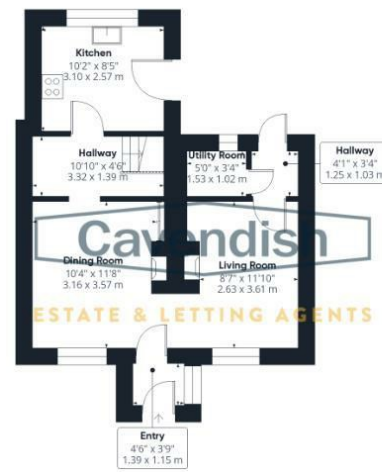 Kitchen
10'2" x 8'5"
3.10 x 2.57 m
Hallway
10'10" x 4'6"
3.32 x 1.39 m
Utility Room
5'0" x 3'4"
1.53 x 1.02 m
Hallway
4'1" x 3'4"
1.25 x 1.03 m
Cavendish
ESTATE & LETTING AGENTS
Dining Room
10'4" x 11'8"
3.16 x 3.57 m
Living Room
8'7" x 11'10"
2.63 x 3.61 m
Entry
4'6" x 3'9"
1.39 x 1.15 m